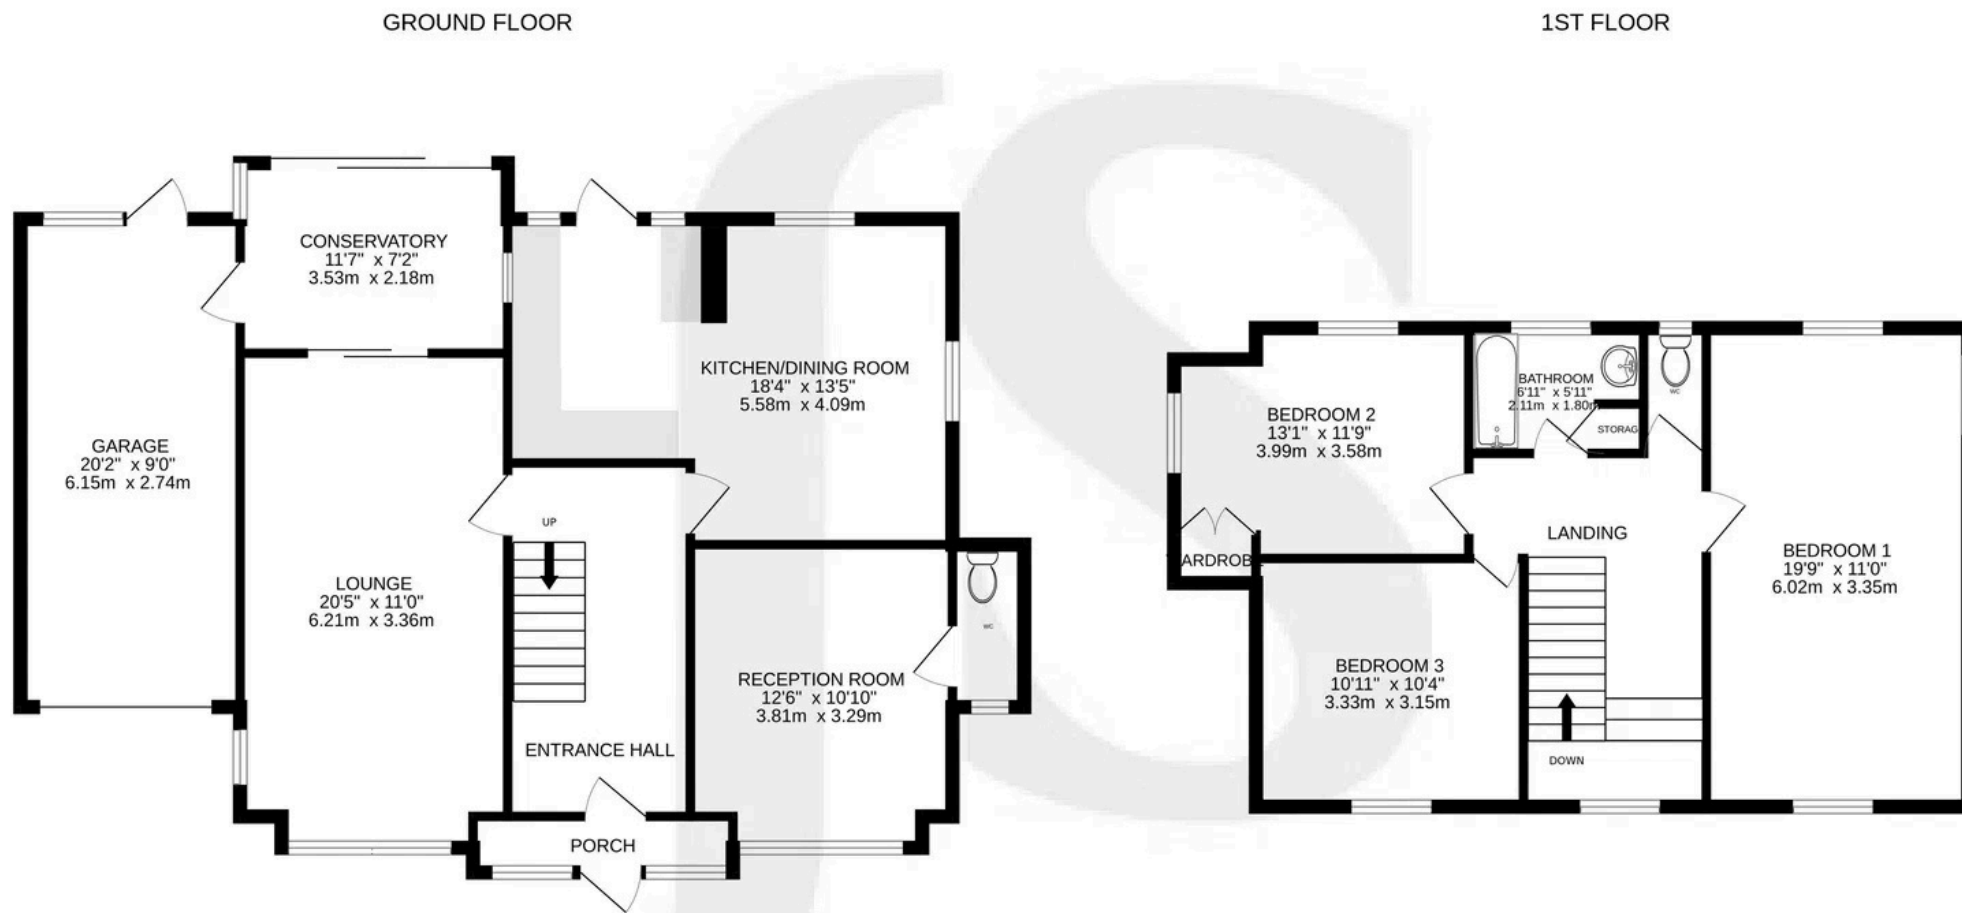 GROUND FLOOR
1ST FLOOR
CONSERVATORY
11'7" x 7'2"
3.53m x 2.18m
KITCHEN/DINING ROOM
18'4" x 13'5"
5.58m x 4.09m
GARAGE
20'2" x 9'0"
6.15m x 2.74m
LOUNGE
20'5" x 11'0"
6.21m x 3.36m
UP
WC
RECEPTION ROOM
12'6" x 10'10"
3.81m x 3.29m
ENTRANCE HALL
PORCH
BEDROOM 2
13'1" x 11'9"
3.99m x 3.58m
BATHROOM
6'11" x 5'11"
2.11m x 1.80m
WC
STORAG
LANDING
ARDROB
BEDROOM 1
19'9" x 11'0"
6.02m x 3.35m
BEDROOM 3
10'11" x 10'4"
3.33m x 3.15m
DOWN
fs